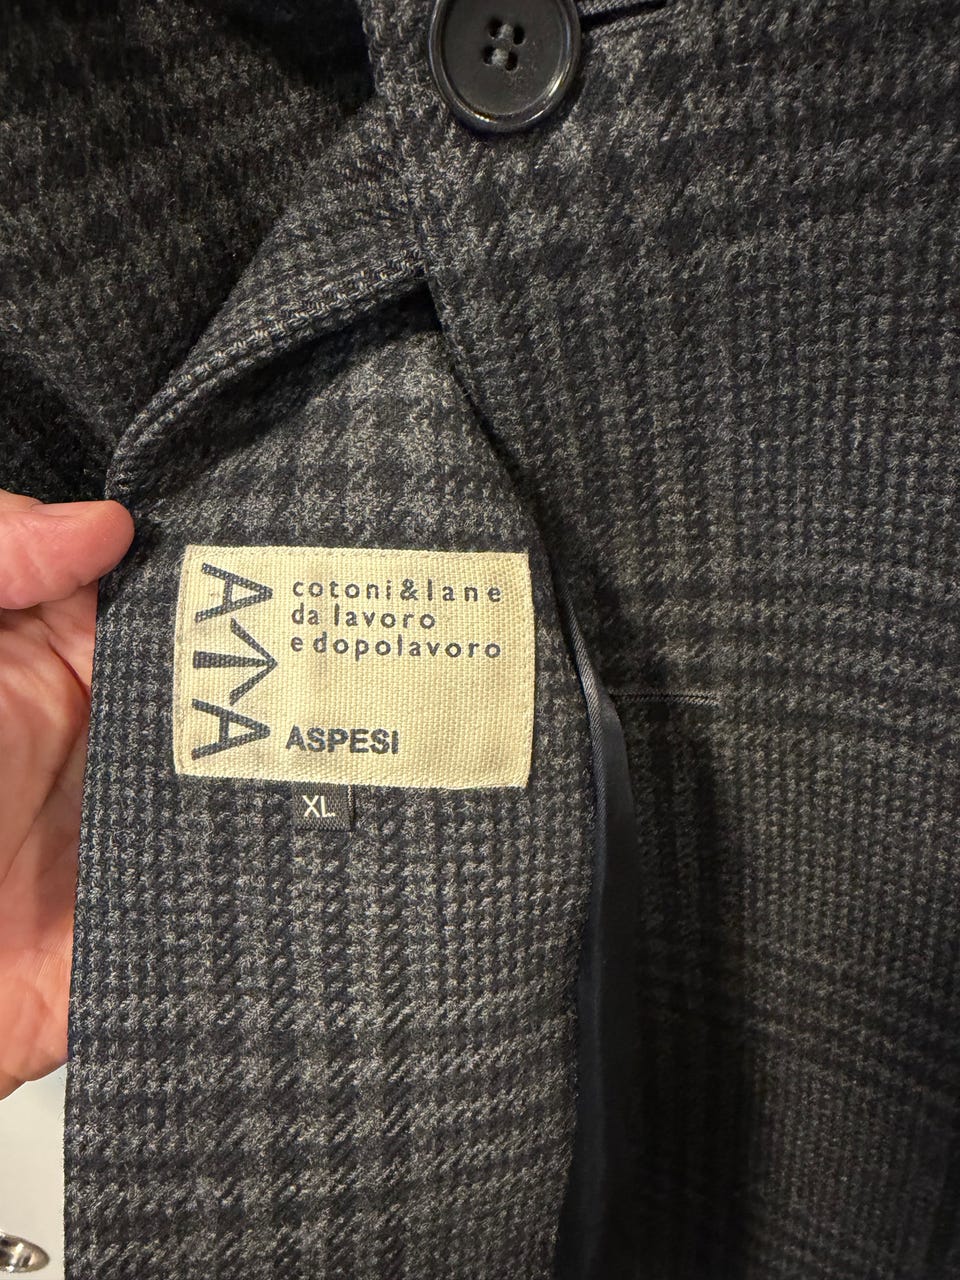 cotoni&lane
da lavoro
e dopolavoro
ASPESI
XL